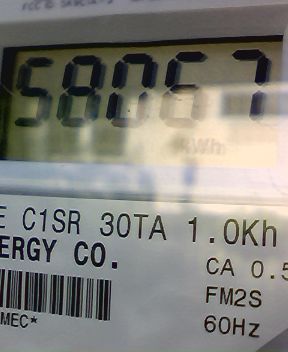 58067
kWh
E C1SR 30TA 1.0Kh
ERGY CO.
CA 0.5
FM2S
MEC*
60Hz